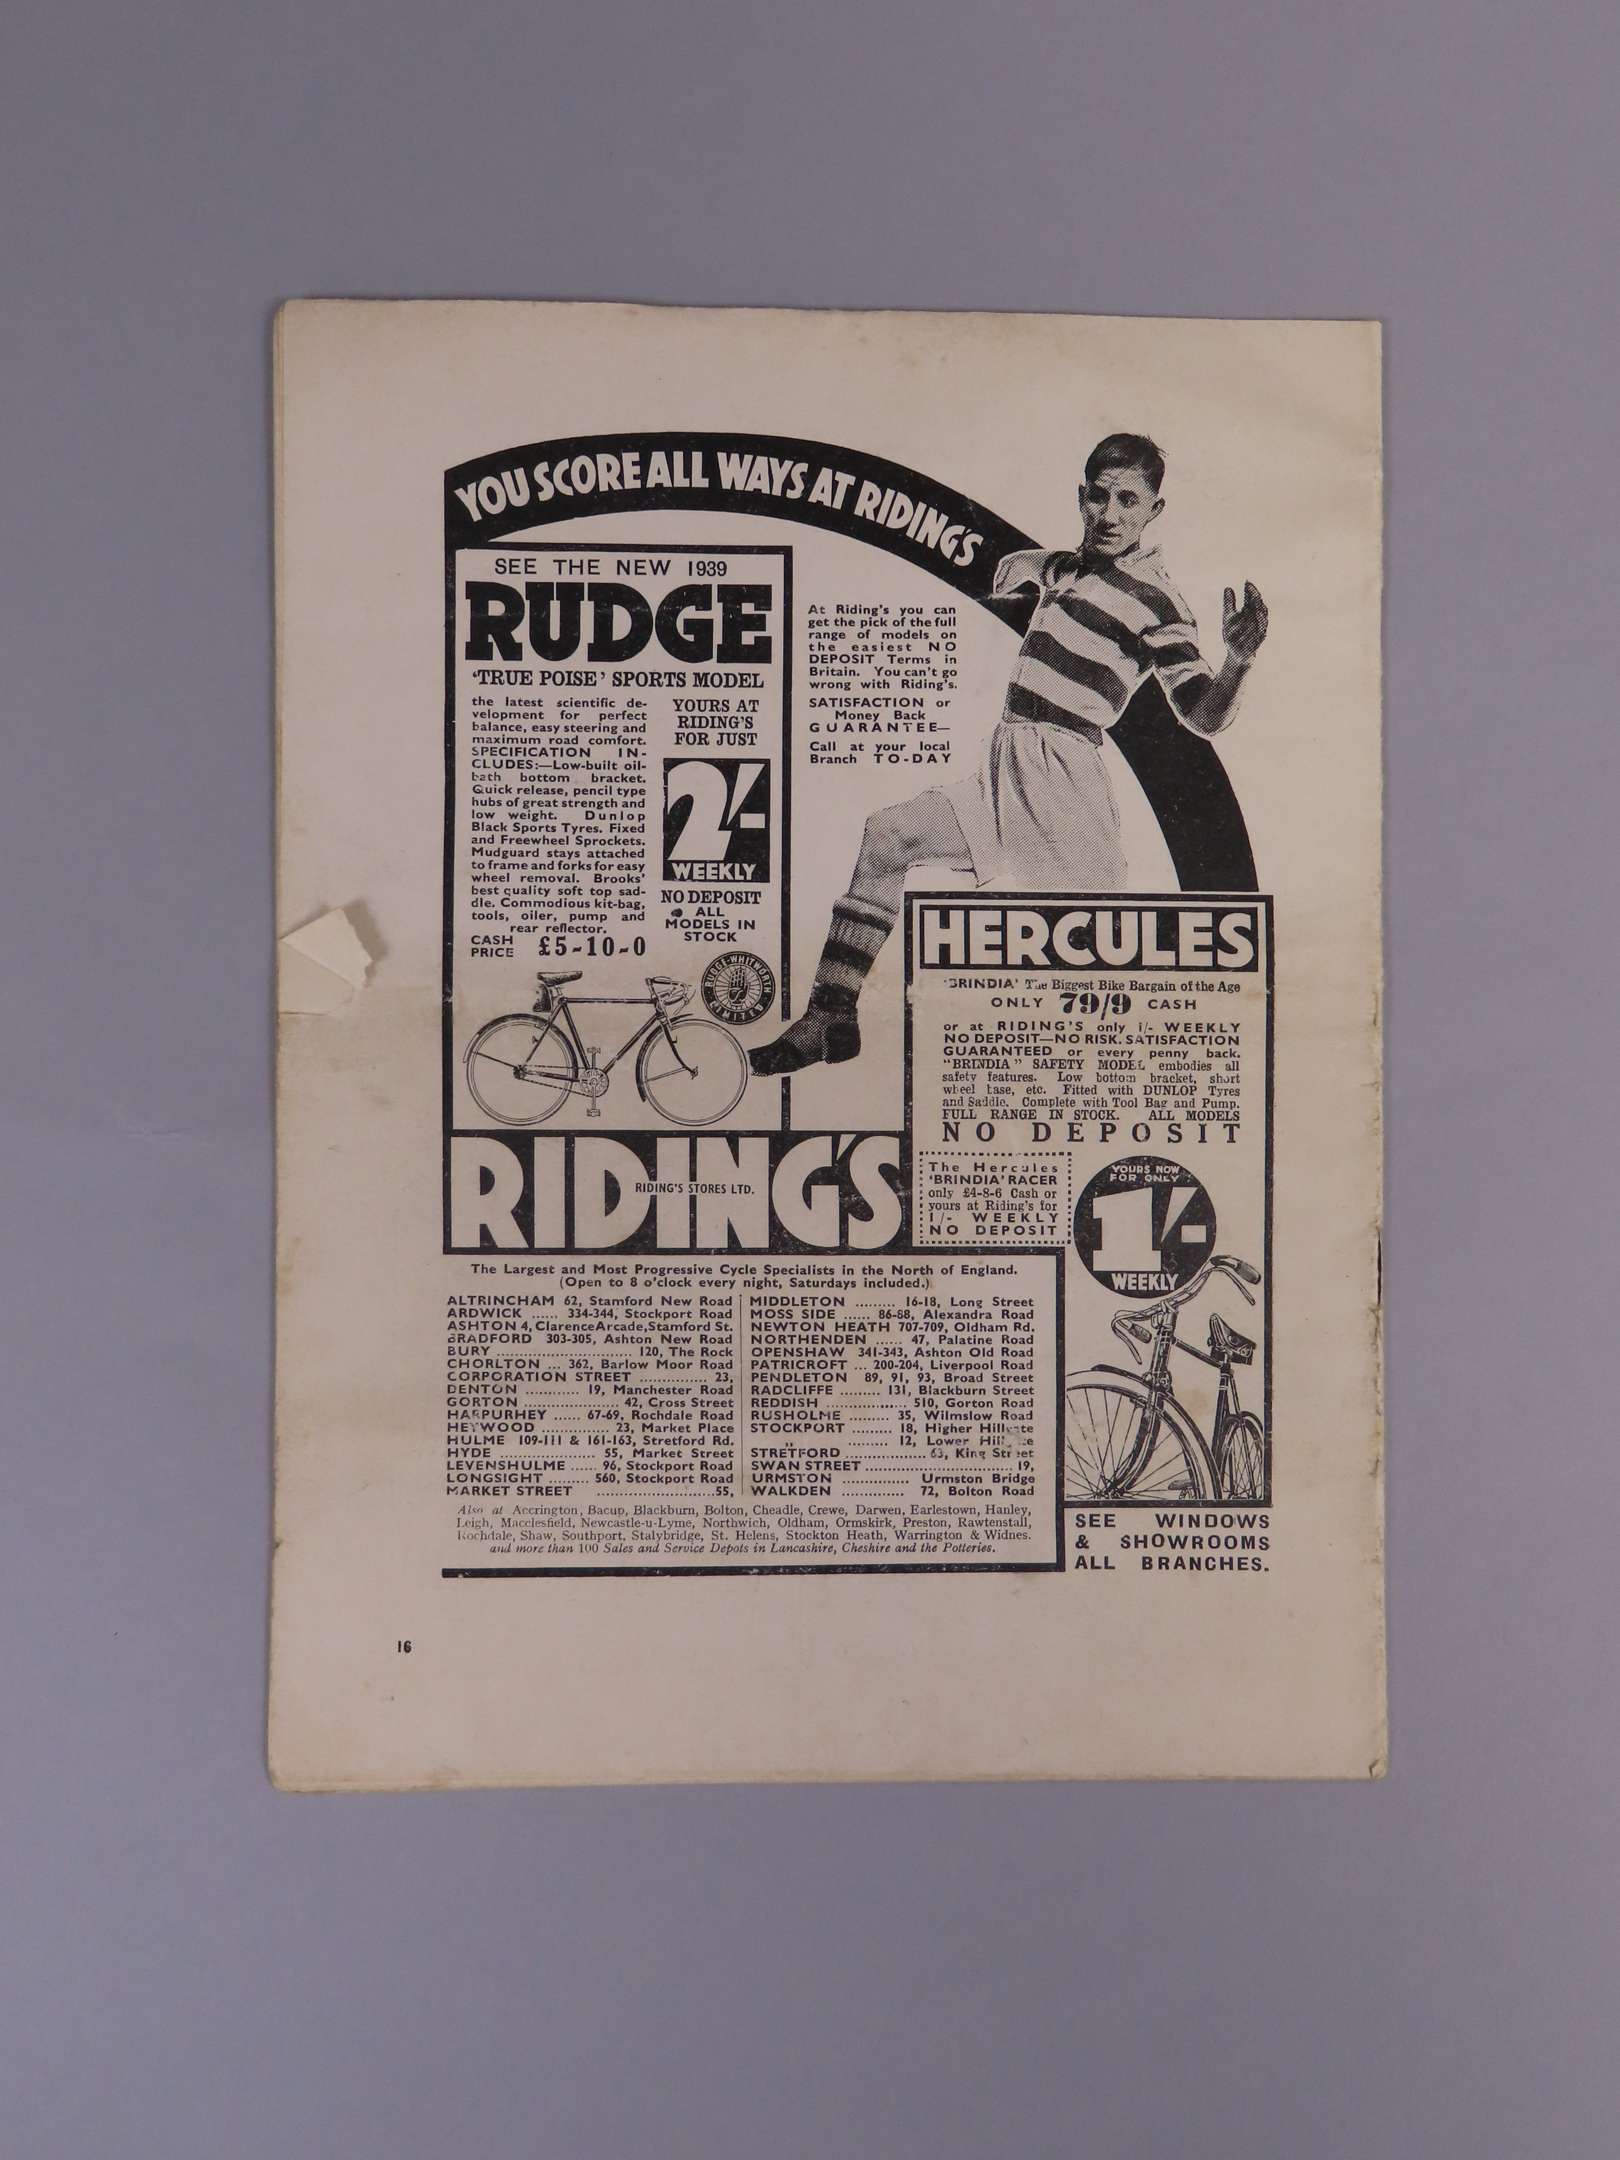 YOU SCORE ALL WAYS AT RIDING'S
SEE THE NEW 1939
RUDGE
'TRUE POISE' SPORTS MODEL
the latest scientific de-
velopment for perfect
balance, easy steering and
maximum road comfort.
SPECIFICATION IN-
CLUDES:—Low-built oil-
bath bottom bracket.
Quick release, pencil type
hubs of great strength and
low weight. Dunlop
Black Sports Tyres. Fixed
and Freewheel Sprockets.
Mudguard stays attached
to frame and forks for easy
wheel removal. Brooks'
best quality soft top sad-
dle. Commodious kit-bag,
tools, oiler, pump and
rear reflector.
CASH
PRICE £5-10-0
YOURS AT
RIDING'S
FOR JUST
2/-
WEEKLY
NO DEPOSIT
ALL
MODELS IN
STOCK
RUDGE-WHITWORTH
LIMITED
At Riding's you can
get the pick of the full
range of models on
the easiest NO
DEPOSIT Terms in
Britain. You can't go
wrong with Riding's.
SATISFACTION or
Money Back
GUARANTEE—
Call at your local
Branch TO-DAY
HERCULES
'BRINDIA' The Biggest Bike Bargain of the Age
ONLY 79/9 CASH
or at RIDING'S only 1/- WEEKLY
NO DEPOSIT—NO RISK. SATISFACTION
GUARANTEED or every penny back.
"BRINDIA" SAFETY MODEL embodies all
safety features. Low bottom bracket, short
wheel base, etc. Fitted with DUNLOP Tyres
and Saddle. Complete with Tool Bag and Pump.
FULL RANGE IN STOCK. ALL MODELS
NO DEPOSIT
The Hercules
'BRINDIA' RACER
only £4-8-6 Cash or
yours at Riding's for
1/- WEEKLY
NO DEPOSIT
YOURS NOW
FOR ONLY
1/-
WEEKLY
RIDING'S
RIDING'S STORES LTD.
The Largest and Most Progressive Cycle Specialists in the North of England.
(Open to 8 o'clock every night, Saturdays included.)
ALTRINCHAM 62, Stamford New Road
ARDWICK ...... 334-344, Stockport Road
ASHTON 4, Clarence Arcade, Stamford St.
BRADFORD 303-305, Ashton New Road
BURY ........................... 120, The Rock
CHORLTON ... 362, Barlow Moor Road
CORPORATION STREET .............. 23,
DENTON ............ 19, Manchester Road
GORTON ..................... 42, Cross Street
HARPURHEY ...... 67-69, Rochdale Road
HEYWOOD ............... 23, Market Place
HULME 109-111 & 161-163, Stretford Rd.
HYDE ......................... 55, Market Street
LEVENSHULME ...... 96, Stockport Road
LONGSIGHT ......... 560, Stockport Road
MARKET STREET ........................ 55,
MIDDLETON ......... 16-18, Long Street
MOSS SIDE ...... 86-88, Alexandra Road
NEWTON HEATH 707-709, Oldham Rd.
NORTHENDEN ...... 47, Palatine Road
OPENSHAW 341-343, Ashton Old Road
PATRICROFT ... 200-204, Liverpool Road
PENDLETON 89, 91, 93, Broad Street
RADCLIFFE ......... 131, Blackburn Street
REDDISH .................. 510, Gorton Road
RUSHOLME ......... 35, Wilmslow Road
STOCKPORT ......... 18, Higher Hillgate
,, ......... 12, Lower Hillgate
STRETFORD .................. 63, King Street
SWAN STREET .............................. 19,
URMSTON ............... Urmston Bridge
WALKDEN ............... 72, Bolton Road
Also at Accrington, Bacup, Blackburn, Bolton, Cheadle, Crewe, Darwen, Earlestown, Hanley,
Leigh, Macclesfield, Newcastle-u-Lyme, Northwich, Oldham, Ormskirk, Preston, Rawtenstall,
Rochdale, Shaw, Southport, Stalybridge, St. Helens, Stockton Heath, Warrington & Widnes.
and more than 100 Sales and Service Depots in Lancashire, Cheshire and the Potteries.
SEE WINDOWS
& SHOWROOMS
ALL BRANCHES.
16